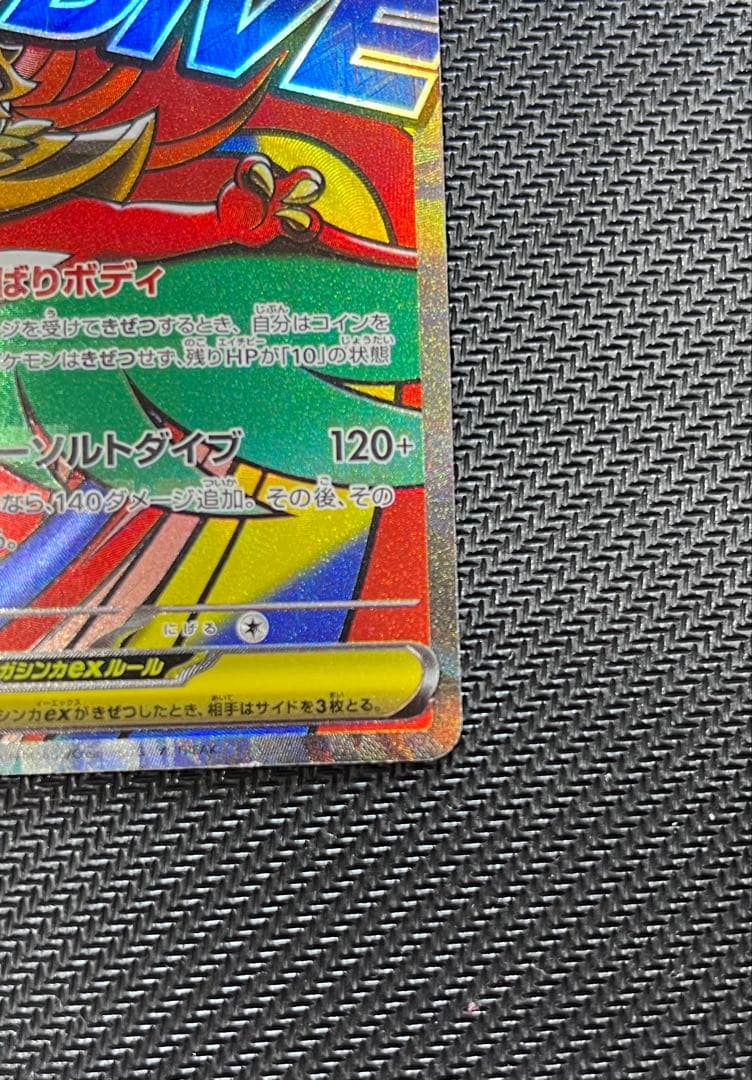 DIVE
ばりボディ
ジを受けてきぜつするとき、自分はコインを
ケモンはきぜつせず、残りHPが「10」の状態
ーソルトダイブ 120+
なら、140ダメージ追加。その後、その
る。
にげる
ガシンカexルール
シンカexがきぜつしたとき、相手はサイドを3枚とる。